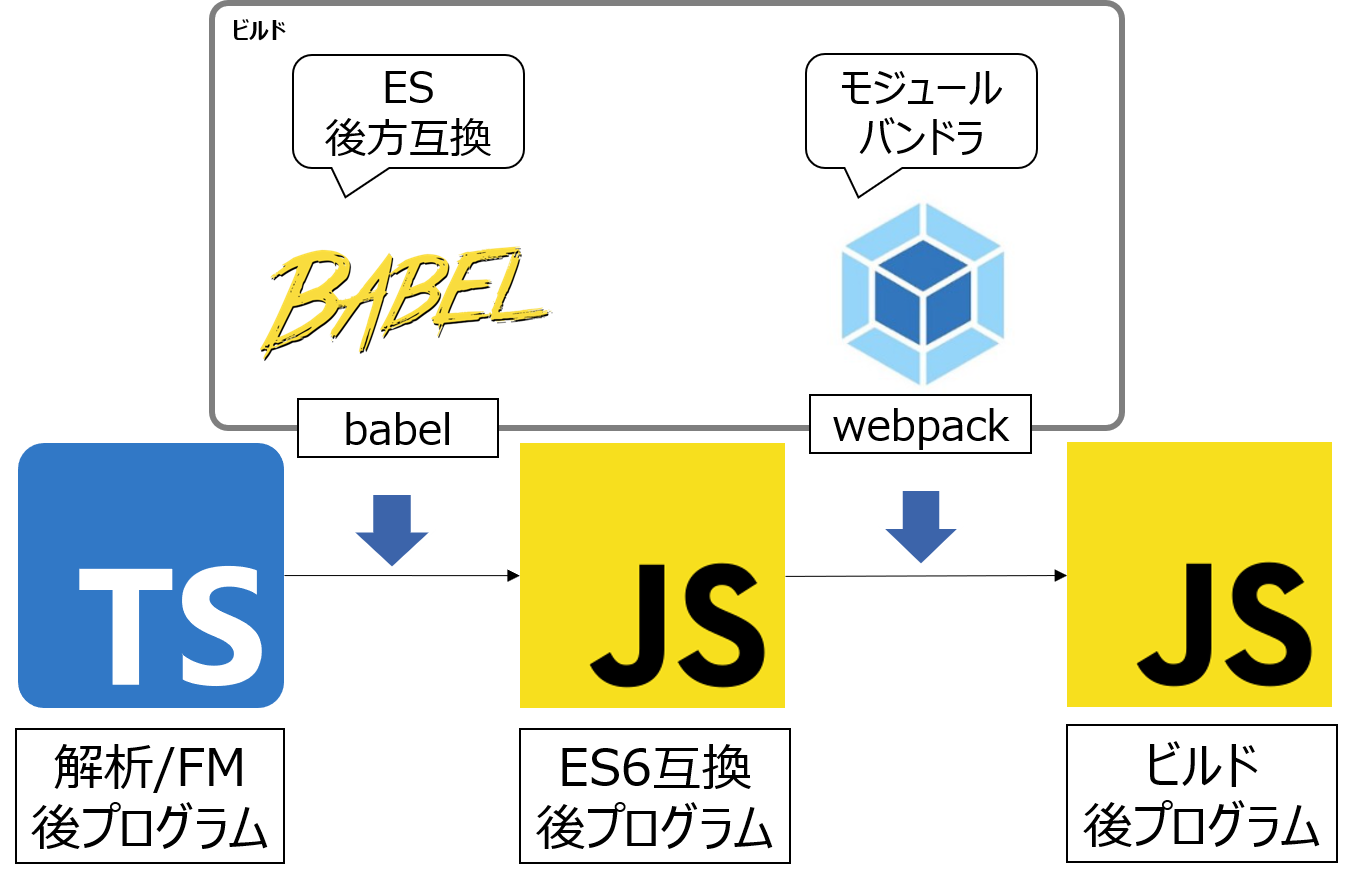 ビルド
ES
後方互換
モジュール
バンドラ
BABEL
babel
webpack
TS
JS
JS
解析/FM
後プログラム
ES6互換
後プログラム
ビルド
後プログラム